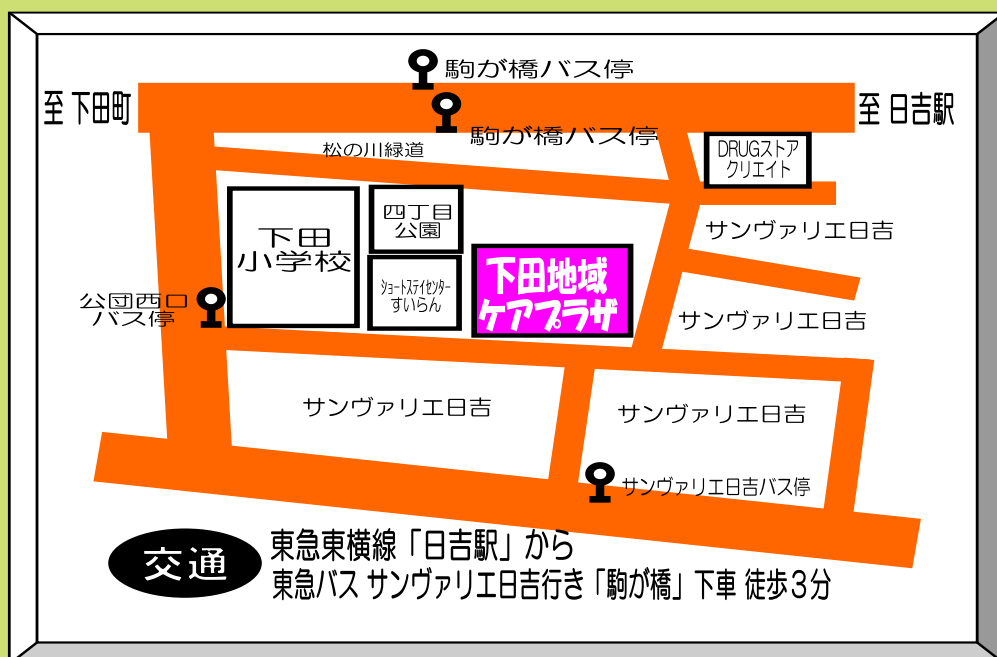 駒が橋バス停
至 下田町
至 日吉駅
駒が橋バス停
松の川緑道
DRUGストア
クリエイト
下田
小学校
四丁目
公園
サンヴァリエ日吉
ショートステイセンター
すいらん
下田地域
ケアプラザ
公団西口
バス停
サンヴァリエ日吉
サンヴァリエ日吉
サンヴァリエ日吉
サンヴァリエ日吉バス停
交通
東急東横線「日吉駅」から
東急バス サンヴァリエ日吉行き「駒が橋」下車 徒歩3分